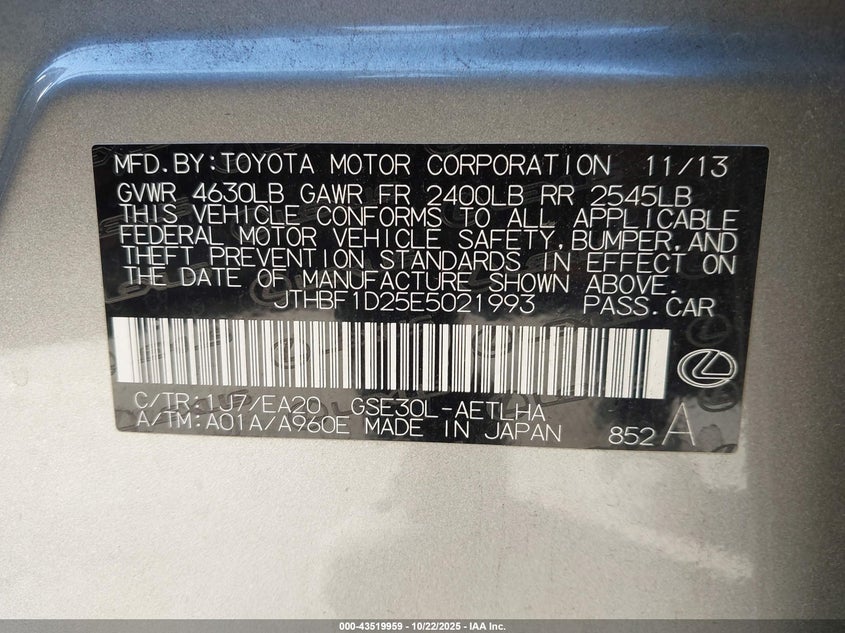 MFD.BY:TOYOTA MOTOR CORPORATION 11/13
GVWR 4630LB GAWR FR 2400LB RR 2545LB
THIS VEHICLE CONFORMS TO ALL APPLICABLE
FEDERAL MOTOR VEHICLE SAFETY,BUMPER,AND
THEFT PREVENTION STANDARDS IN EFFECT ON
THE DATE OF MANUFACTURE SHOWN ABOVE.
JTHBF1D25E5021993 PASS.CAR
C/TR:1J7/EA20 GSE30L-AETLHA
A/TM:A01A/A960E MADE IN JAPAN 852 A
000-43519959 - 10/22/2025 - IAA Inc.